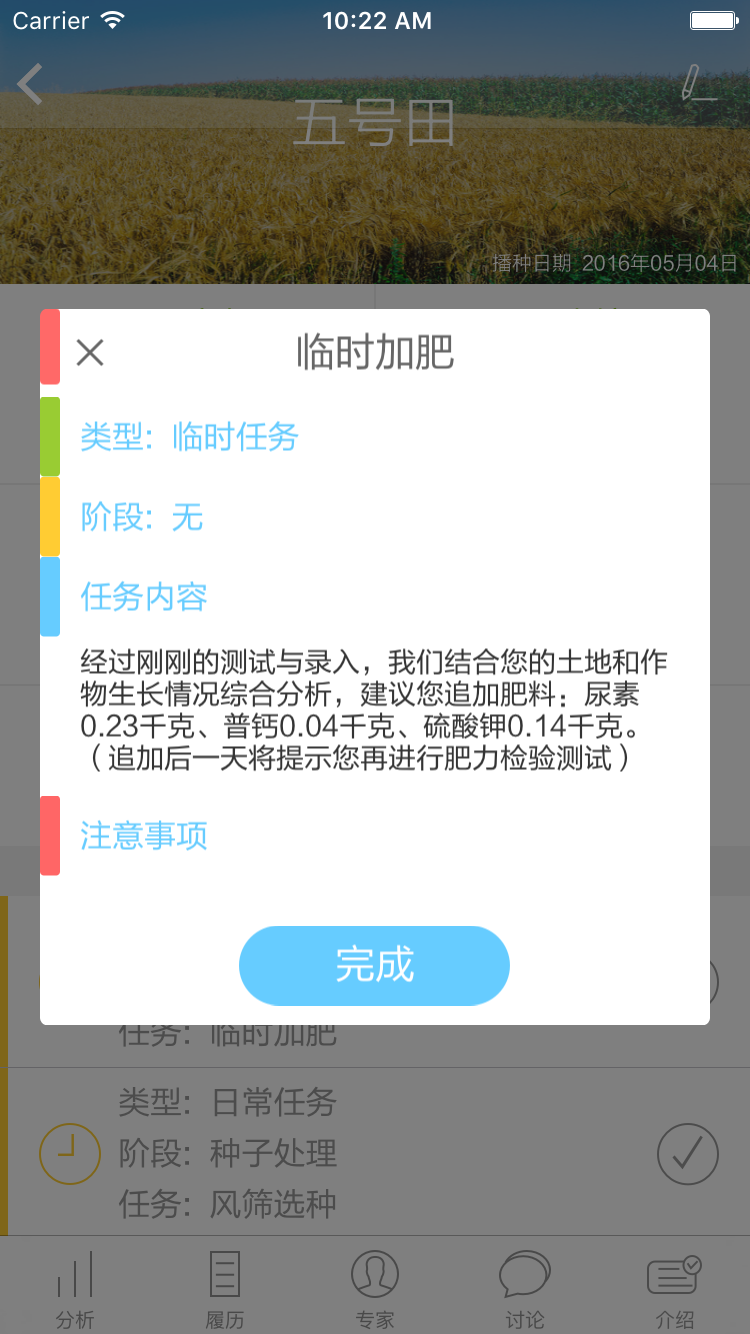 Carrier 10:22 AM
五号田
播种日期 2016年05月04日
临时加肥
类型: 临时任务
阶段: 无
任务内容
经过刚刚的测试与录入，我们结合您的土地和作
物生长情况综合分析，建议您追加肥料：尿素
0.23千克、普钙0.04千克、硫酸钾0.14千克。
（追加后一天将提示您再进行肥力检验测试）
注意事项
完成
任务: 临时加肥
类型: 日常任务
阶段: 种子处理
任务: 风筛选种
分析 履历 专家 讨论 介绍